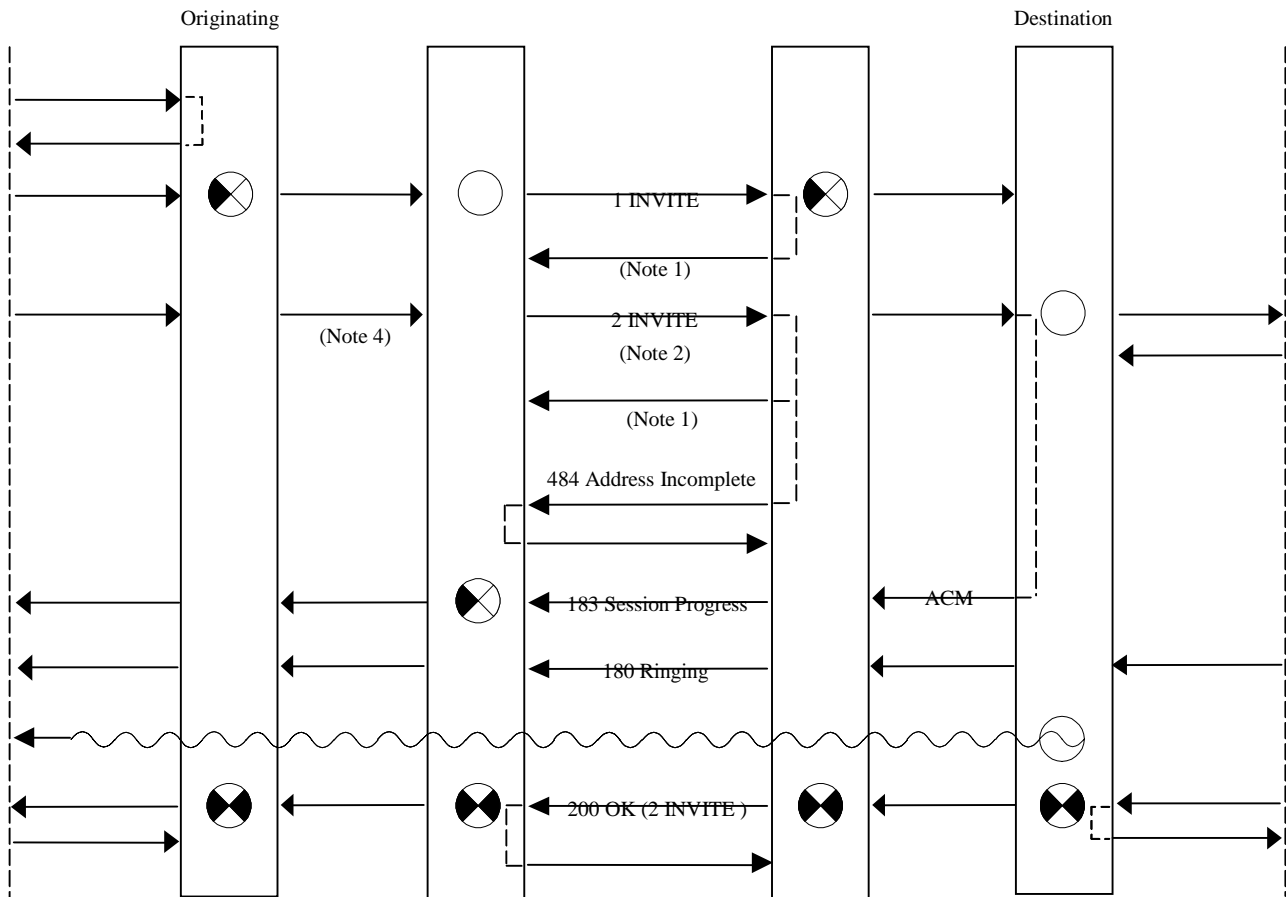 Originating
Destination
1 INVITE
(Note 1)
2 INVITE
(Note 4)
(Note 2)
(Note 1)
484 Address Incomplete
183 Session Progress
ACM
180 Ringing
200 OK (2 INVITE )